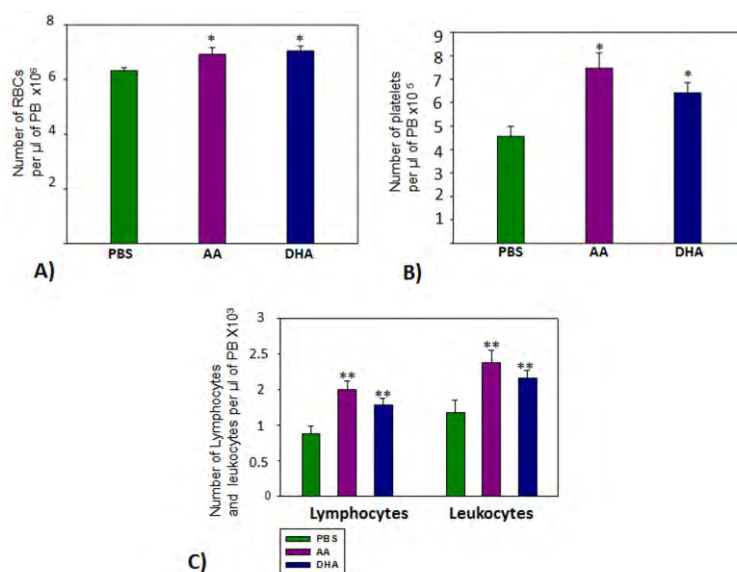 Number of RBCs
per µl of PB x10⁶
8
6
4
2
*
*
PBS
AA
DHA
A)
Number of platelets
per µl of PB x10 ⁵
9
8
7
6
5
4
3
2
1
*
*
PBS
AA
DHA
B)
Number of Lymphocytes
and leukocytes per µl of PB X10³
3
2.5
2
1
0.5
0
**
**
**
**
Lymphocytes
Leukocytes
PBS
AA
DHA
C)